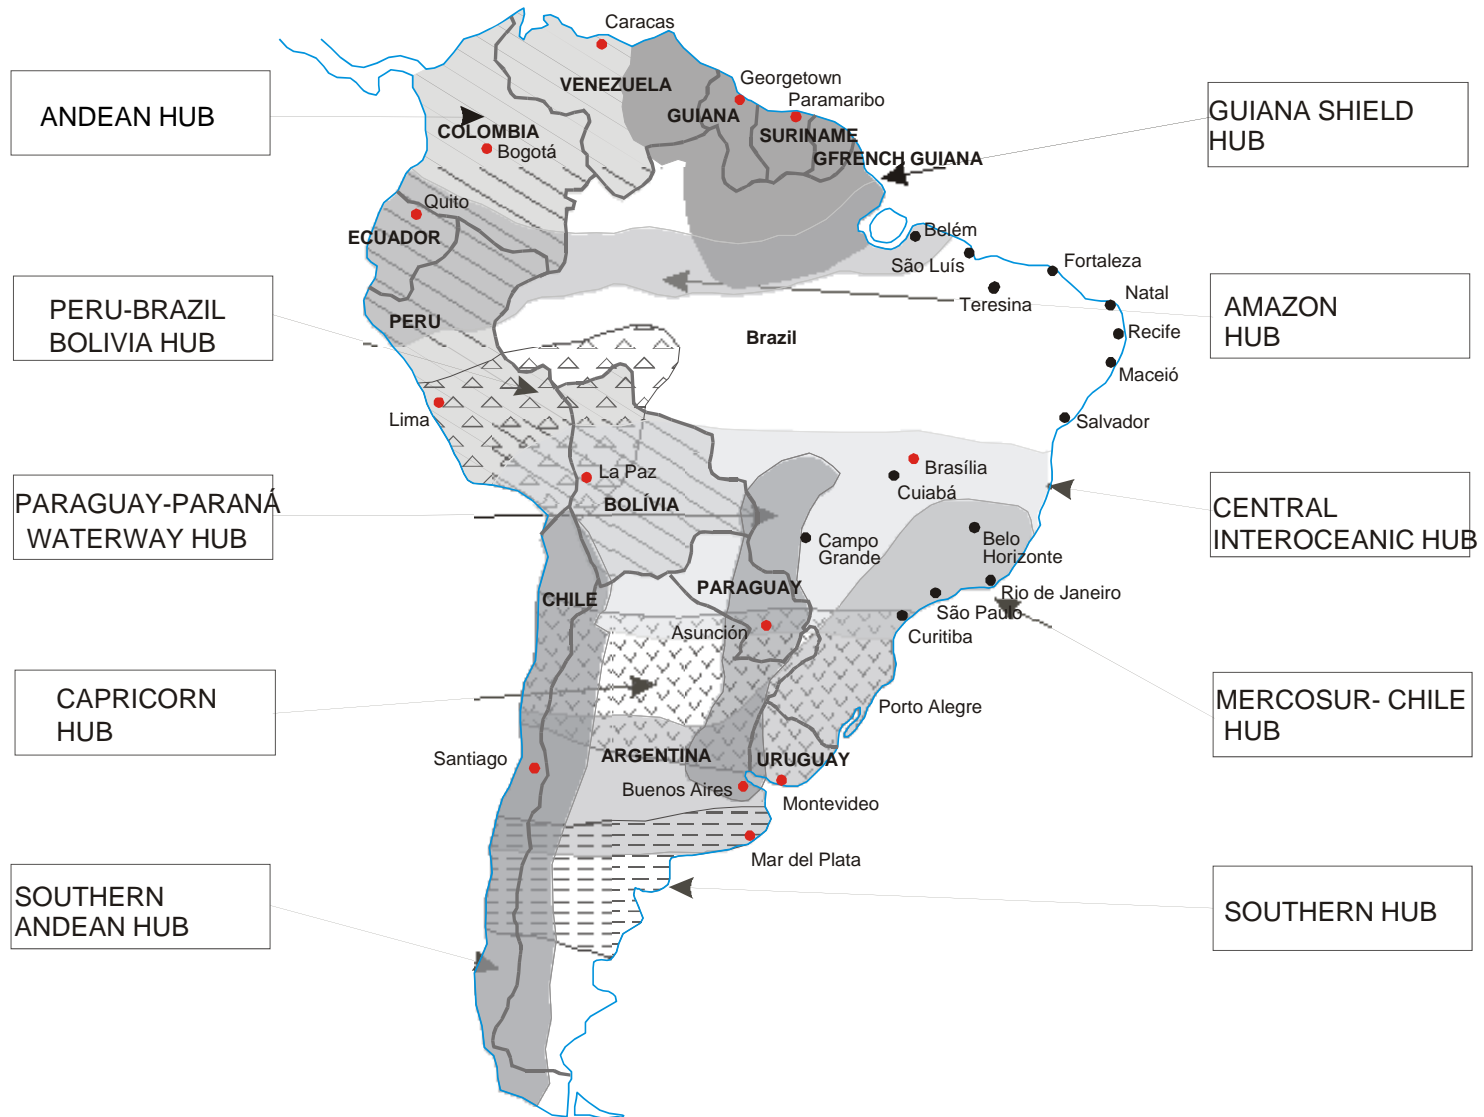 Caracas
ANDEAN HUB
VENEZUELA
Georgetown
Paramaribo
GUIANA SHIELD
HUB
COLOMBIA
GUIANA
SURINAME
Bogotá
GFRENCH GUIANA
Quito
ECUADOR
Belém
São Luís
Fortaleza
Teresina
Natal
PERU-BRAZIL
BOLIVIA HUB
PERU
Brazil
Recife
AMAZON
HUB
Maceió
Lima
Salvador
La Paz
BOLÍVIA
Brasília
Cuiabá
PARAGUAY-PARANÁ
WATERWAY HUB
CENTRAL
INTEROCEANIC HUB
Campo
Grande
Belo
Horizonte
CHILE
PARAGUAY
Rio de Janeiro
São Paulo
Asunción
Curitiba
CAPRICORN
HUB
Porto Alegre
MERCOSUR- CHILE
HUB
Santiago
ARGENTINA
URUGUAY
Buenos Aires
Montevideo
Mar del Plata
SOUTHERN
ANDEAN HUB
SOUTHERN HUB